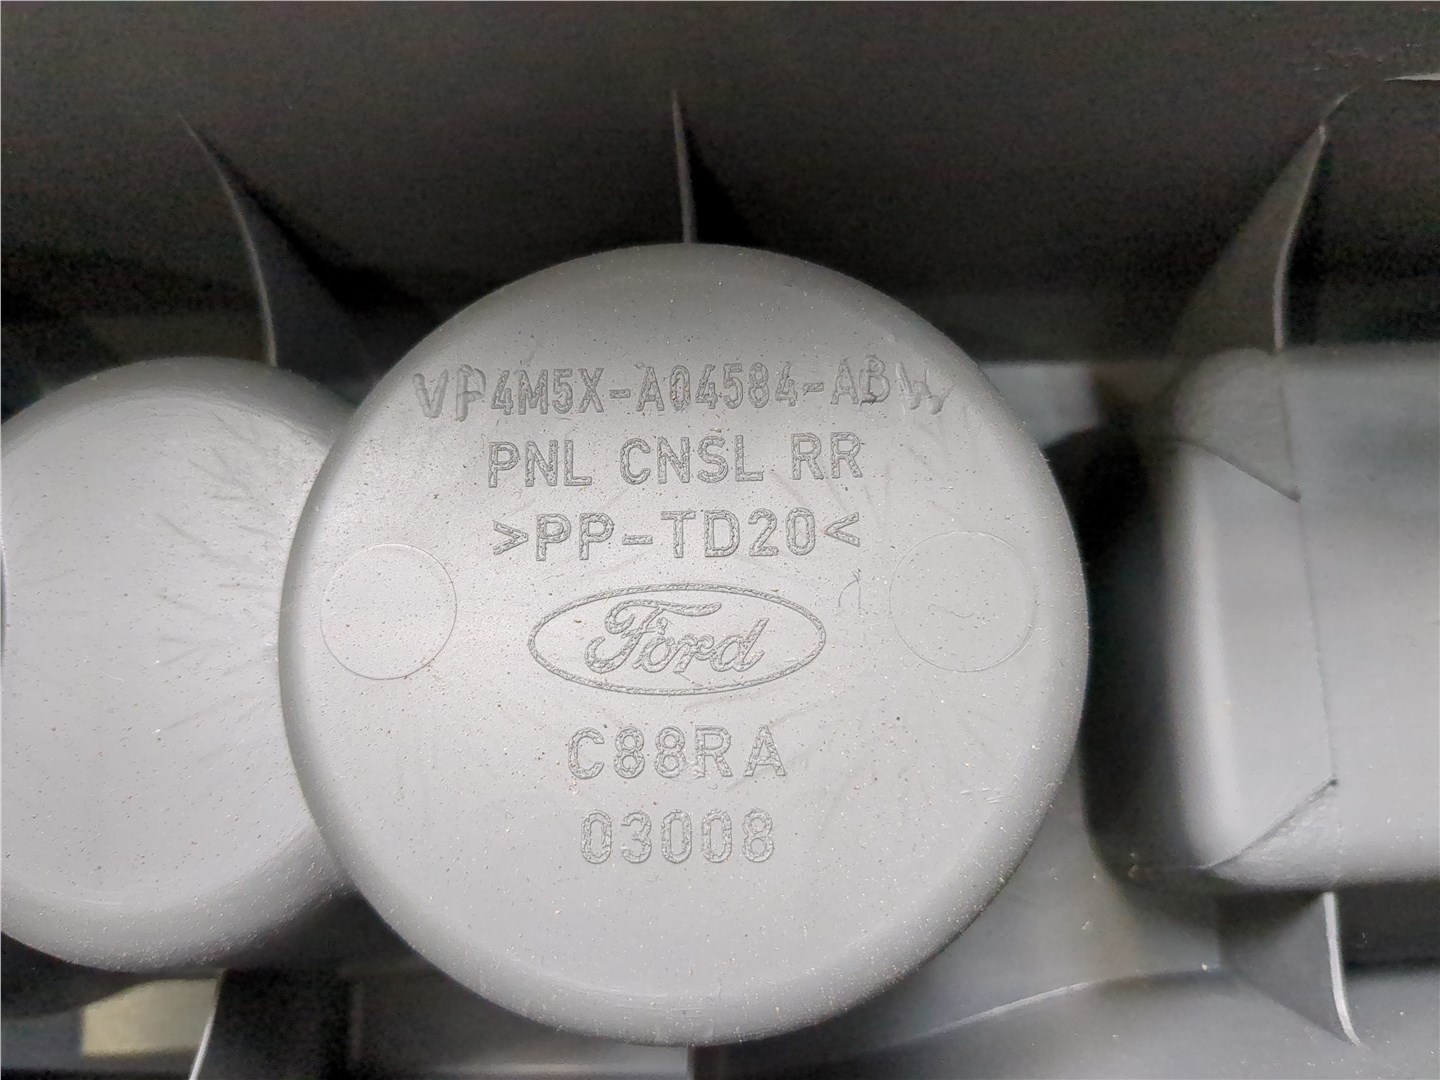 VP4M5X-A04584-ABW
PNL CNSL RR
>PP-TD20<
Ford
C88RA
03008